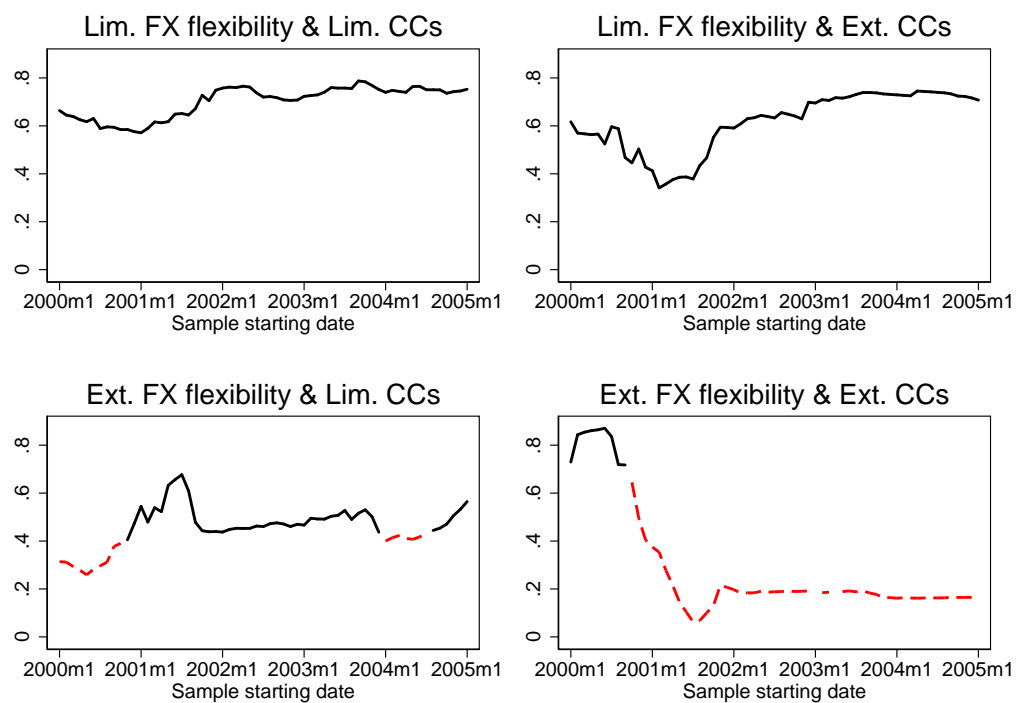 Lim. FX flexibility & Lim. CCs
.8
.6
.4
.2
0
2000m1 2001m1 2002m1 2003m1 2004m1 2005m1
Sample starting date
Lim. FX flexibility & Ext. CCs
.8
.6
.4
.2
0
2000m1 2001m1 2002m1 2003m1 2004m1 2005m1
Sample starting date
Ext. FX flexibility & Lim. CCs
.8
.6
.4
.2
0
2000m1 2001m1 2002m1 2003m1 2004m1 2005m1
Sample starting date
Ext. FX flexibility & Ext. CCs
.8
.6
.4
.2
0
2000m1 2001m1 2002m1 2003m1 2004m1 2005m1
Sample starting date